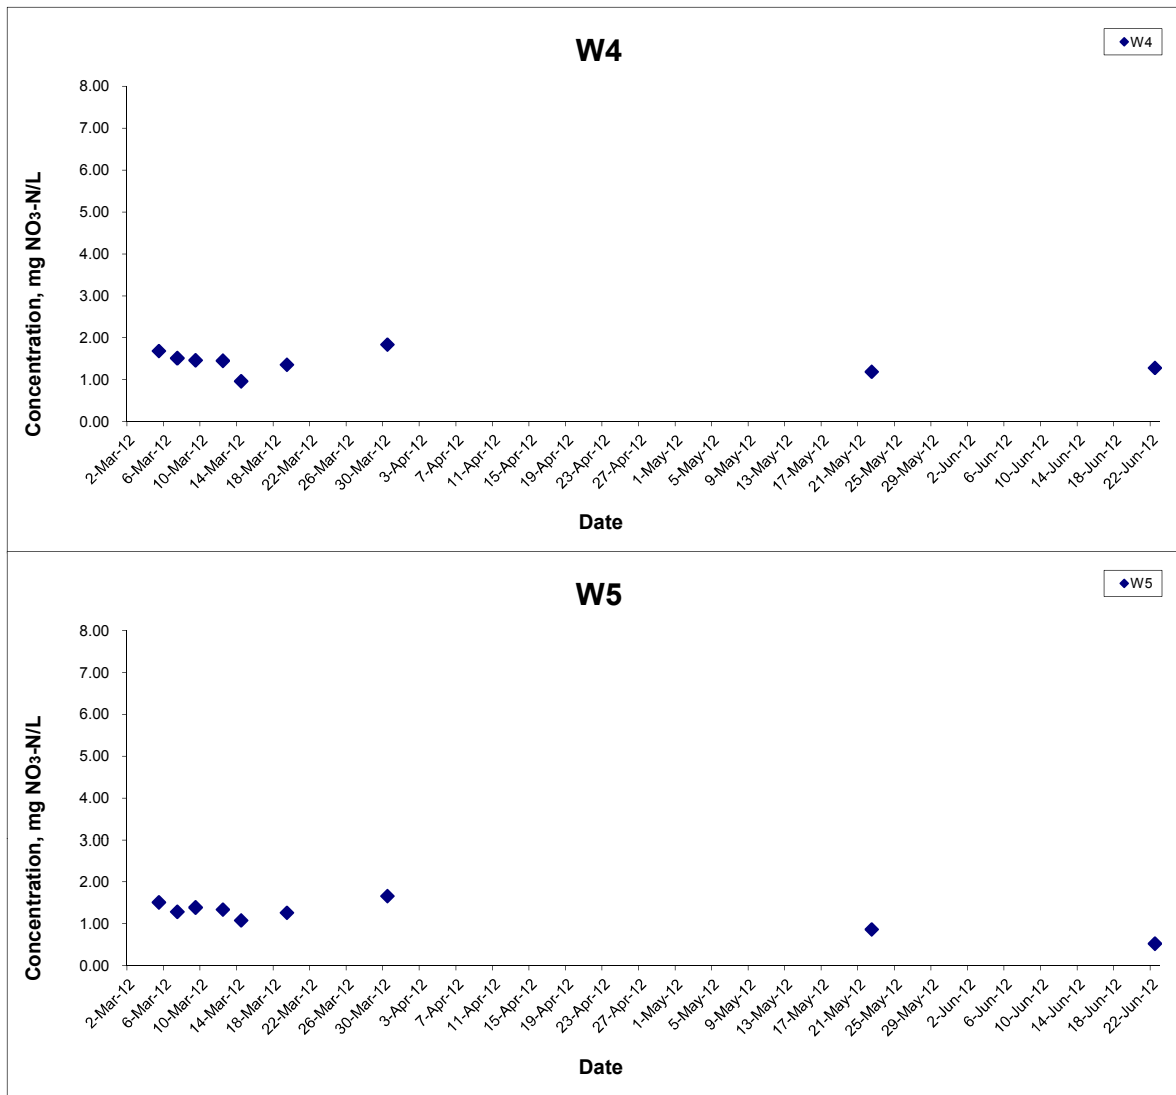 W4
W4
8.00
7.00
6.00
5.00
4.00
3.00
2.00
1.00
0.00
Concentration, mg NO3-N/L
2-Mar-12
6-Mar-12
10-Mar-12
14-Mar-12
18-Mar-12
22-Mar-12
26-Mar-12
30-Mar-12
3-Apr-12
7-Apr-12
11-Apr-12
15-Apr-12
19-Apr-12
23-Apr-12
27-Apr-12
1-May-12
5-May-12
9-May-12
13-May-12
17-May-12
21-May-12
25-May-12
29-May-12
2-Jun-12
6-Jun-12
10-Jun-12
14-Jun-12
18-Jun-12
22-Jun-12
Date
W5
W5
8.00
7.00
6.00
5.00
4.00
3.00
2.00
1.00
0.00
Concentration, mg NO3-N/L
2-Mar-12
6-Mar-12
10-Mar-12
14-Mar-12
18-Mar-12
22-Mar-12
26-Mar-12
30-Mar-12
3-Apr-12
7-Apr-12
11-Apr-12
15-Apr-12
19-Apr-12
23-Apr-12
27-Apr-12
1-May-12
5-May-12
9-May-12
13-May-12
17-May-12
21-May-12
25-May-12
29-May-12
2-Jun-12
6-Jun-12
10-Jun-12
14-Jun-12
18-Jun-12
22-Jun-12
Date